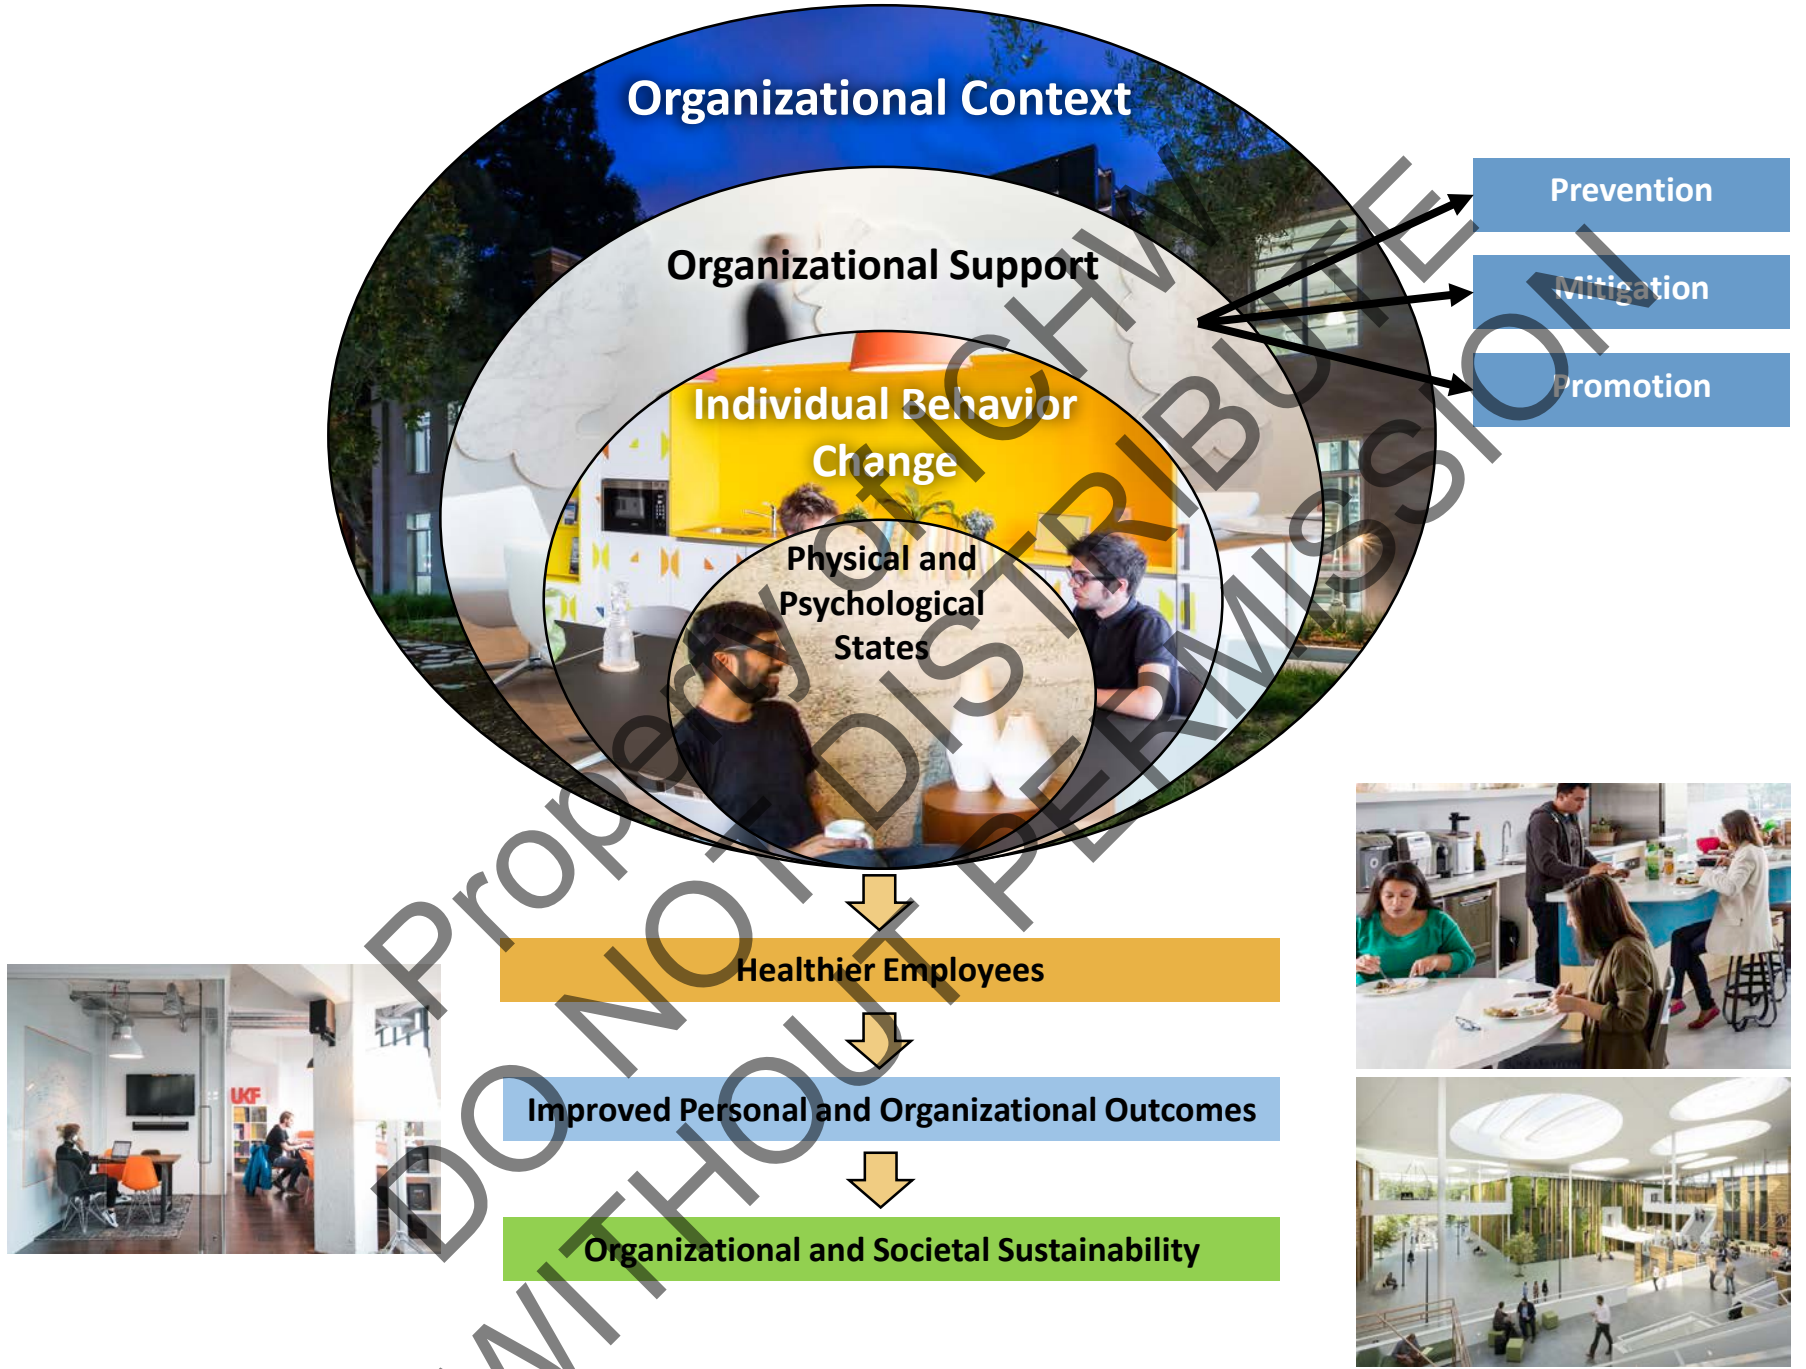 Organizational Context
Organizational Support
Individual Behavior
Change
Physical and
Psychological
States
Prevention
Mitigation
Promotion
Healthier Employees
Improved Personal and Organizational Outcomes
Organizational and Societal Sustainability
UKF
Property of ICHW
DO NOT DISTRIBUTE
WITHOUT PERMISSION